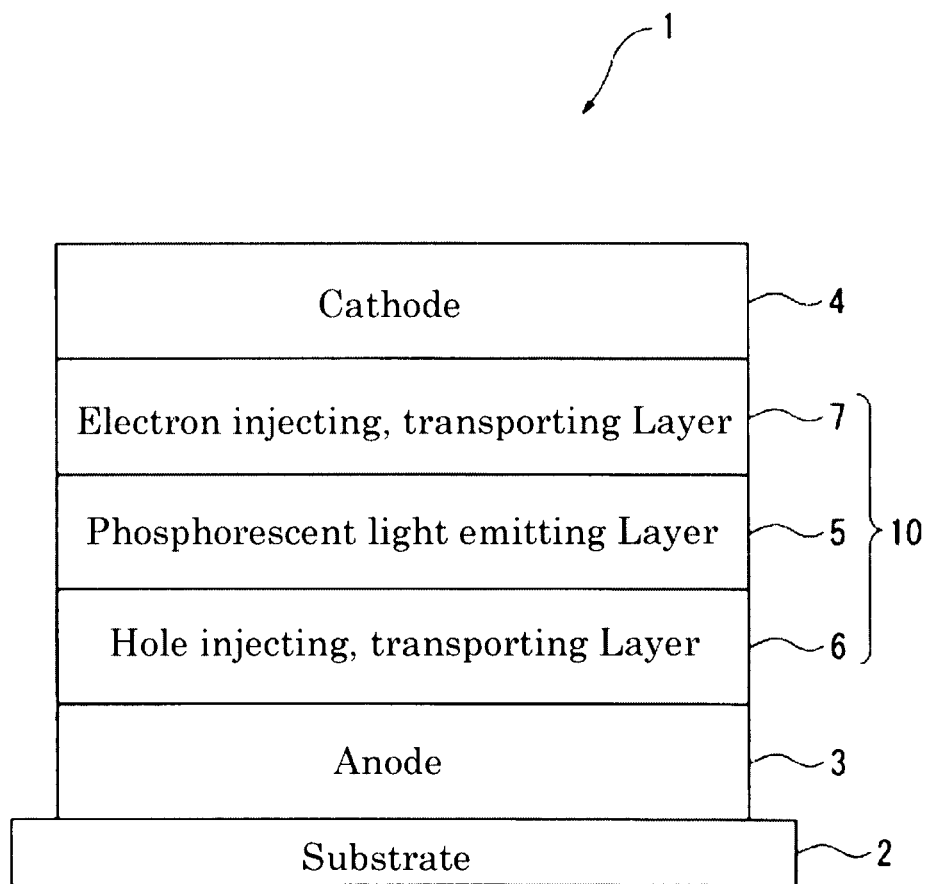 1
Cathode 4
Electron injecting, transporting Layer 7
Phosphorescent light emitting Layer 5 10
Hole injecting, transporting Layer 6
Anode 3
Substrate 2